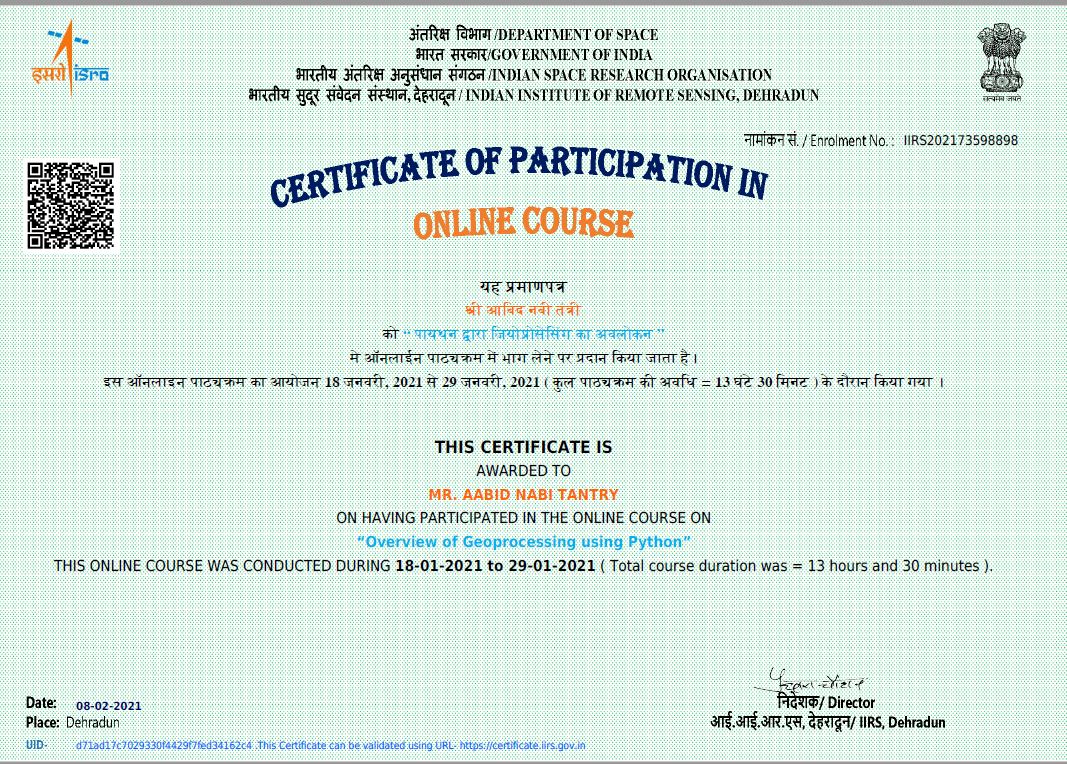 इसरो isro
अंतरिक्ष विभाग/DEPARTMENT OF SPACE
भारत सरकार/GOVERNMENT OF INDIA
भारतीय अंतरिक्ष अनुसंधान संगठन/INDIAN SPACE RESEARCH ORGANISATION
भारतीय सुदूर संवेदन संस्थान, देहरादून/ INDIAN INSTITUTE OF REMOTE SENSING, DEHRADUN
सत्यमेव जयते
नामांकन सं. / Enrolment No. : IIRS202173598898
CERTIFICATE OF PARTICIPATION IN
ONLINE COURSE
यह प्रमाणपत्र
श्री आबिद नबी तंत्री
को “ पायथन द्वारा जियोप्रोसेसिंग का अवलोकन ”
में ऑनलाईन पाठ्यक्रम में भाग लेने पर प्रदान किया जाता है।
इस ऑनलाइन पाठ्यक्रम का आयोजन 18 जनवरी, 2021 से 29 जनवरी, 2021 ( कुल पाठ्यक्रम की अवधि = 13 घंटे 30 मिनट ) के दौरान किया गया ।
THIS CERTIFICATE IS
AWARDED TO
MR. AABID NABI TANTRY
ON HAVING PARTICIPATED IN THE ONLINE COURSE ON
“Overview of Geoprocessing using Python”
THIS ONLINE COURSE WAS CONDUCTED DURING 18-01-2021 to 29-01-2021 ( Total course duration was = 13 hours and 30 minutes ).
निदेशक/ Director
आई.आई.आर.एस, देहरादून/ IIRS, Dehradun
Date: 08-02-2021
Place: Dehradun
UID- d71ad17c7029330f4429f7fed34162c4 .This Certificate can be validated using URL- https://certificate.iirs.gov.in